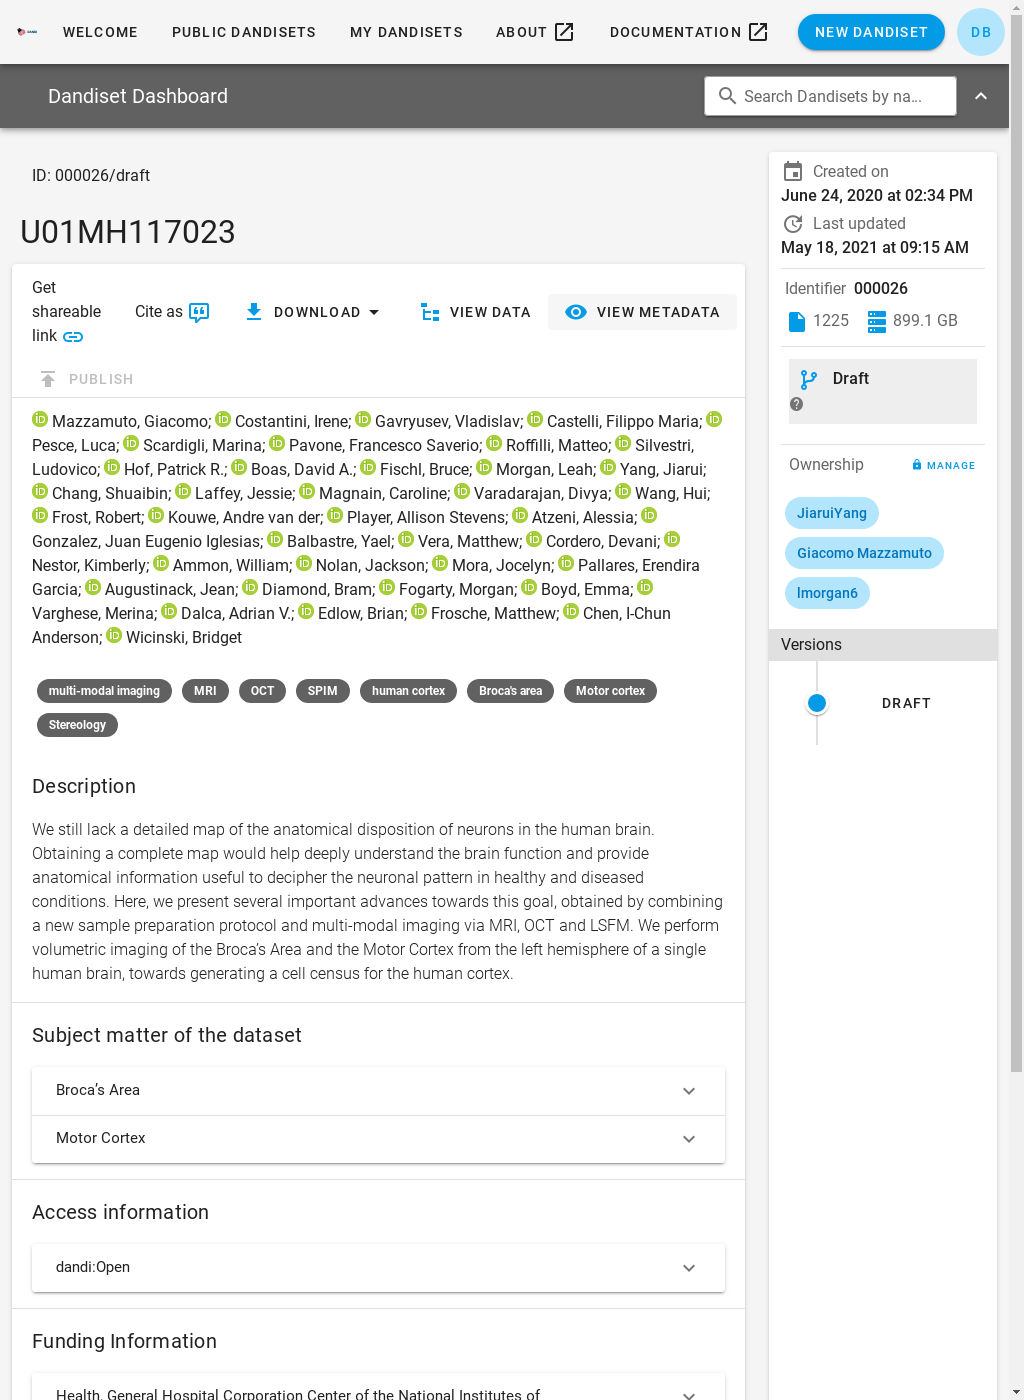 WELCOME PUBLIC DANDISETS MY DANDISETS ABOUT DOCUMENTATION NEW DANDISET DB
Dandiset Dashboard
Search Dandisets by na...
ID: 000026/draft
U01MH117023
Get
shareable
link
Cite as
DOWNLOAD
VIEW DATA
VIEW METADATA
PUBLISH
Mazzamuto, Giacomo; Costantini, Irene; Gavryusev, Vladislav; Castelli, Filippo Maria;
Pesce, Luca; Scardigli, Marina; Pavone, Francesco Saverio; Roffilli, Matteo; Silvestri,
Ludovico; Hof, Patrick R.; Boas, David A.; Fischl, Bruce; Morgan, Leah; Yang, Jiarui;
Chang, Shuaibin; Laffey, Jessie; Magnain, Caroline; Varadarajan, Divya; Wang, Hui;
Frost, Robert; Kouwe, Andre van der; Player, Allison Stevens; Atzeni, Alessia;
Gonzalez, Juan Eugenio Iglesias; Balbastre, Yael; Vera, Matthew; Cordero, Devani;
Nestor, Kimberly; Ammon, William; Nolan, Jackson; Mora, Jocelyn; Pallares, Erendira
Garcia; Augustinack, Jean; Diamond, Bram; Fogarty, Morgan; Boyd, Emma;
Varghese, Merina; Dalca, Adrian V.; Edlow, Brian; Frosche, Matthew; Chen, I-Chun
Anderson; Wicinski, Bridget
multi-modal imaging MRI OCT SPIM human cortex Broca's area Motor cortex
Stereology
Description
We still lack a detailed map of the anatomical disposition of neurons in the human brain.
Obtaining a complete map would help deeply understand the brain function and provide
anatomical information useful to decipher the neuronal pattern in healthy and diseased
conditions. Here, we present several important advances towards this goal, obtained by combining
a new sample preparation protocol and multi-modal imaging via MRI, OCT and LSFM. We perform
volumetric imaging of the Broca’s Area and the Motor Cortex from the left hemisphere of a single
human brain, towards generating a cell census for the human cortex.
Subject matter of the dataset
Broca’s Area
Motor Cortex
Access information
dandi:Open
Funding Information
Health, General Hospital Corporation Center of the National Institutes of
Created on
June 24, 2020 at 02:34 PM
Last updated
May 18, 2021 at 09:15 AM
Identifier 000026
1225 899.1 GB
Draft
Ownership MANAGE
JiaruiYang
Giacomo Mazzamuto
lmorgan6
Versions
DRAFT